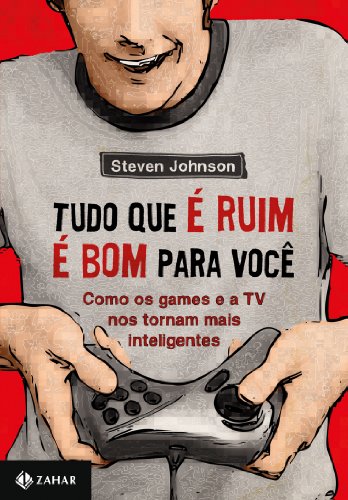 Steven Johnson
TUDO QUE É RUIM
É BOM PARA VOCÊ
Como os games e a TV
nos tornam mais
inteligentes
ZAHAR